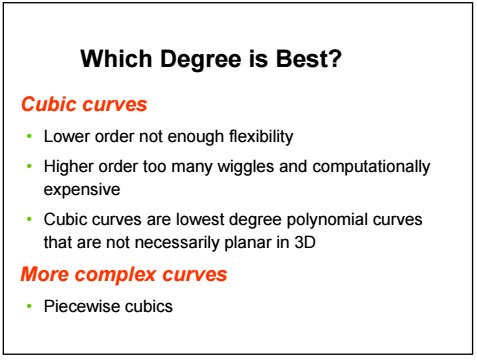 Which Degree is Best?
Cubic curves
• Lower order not enough flexibility
• Higher order too many wiggles and computationally
expensive
• Cubic curves are lowest degree polynomial curves
that are not necessarily planar in 3D
More complex curves
• Piecewise cubics